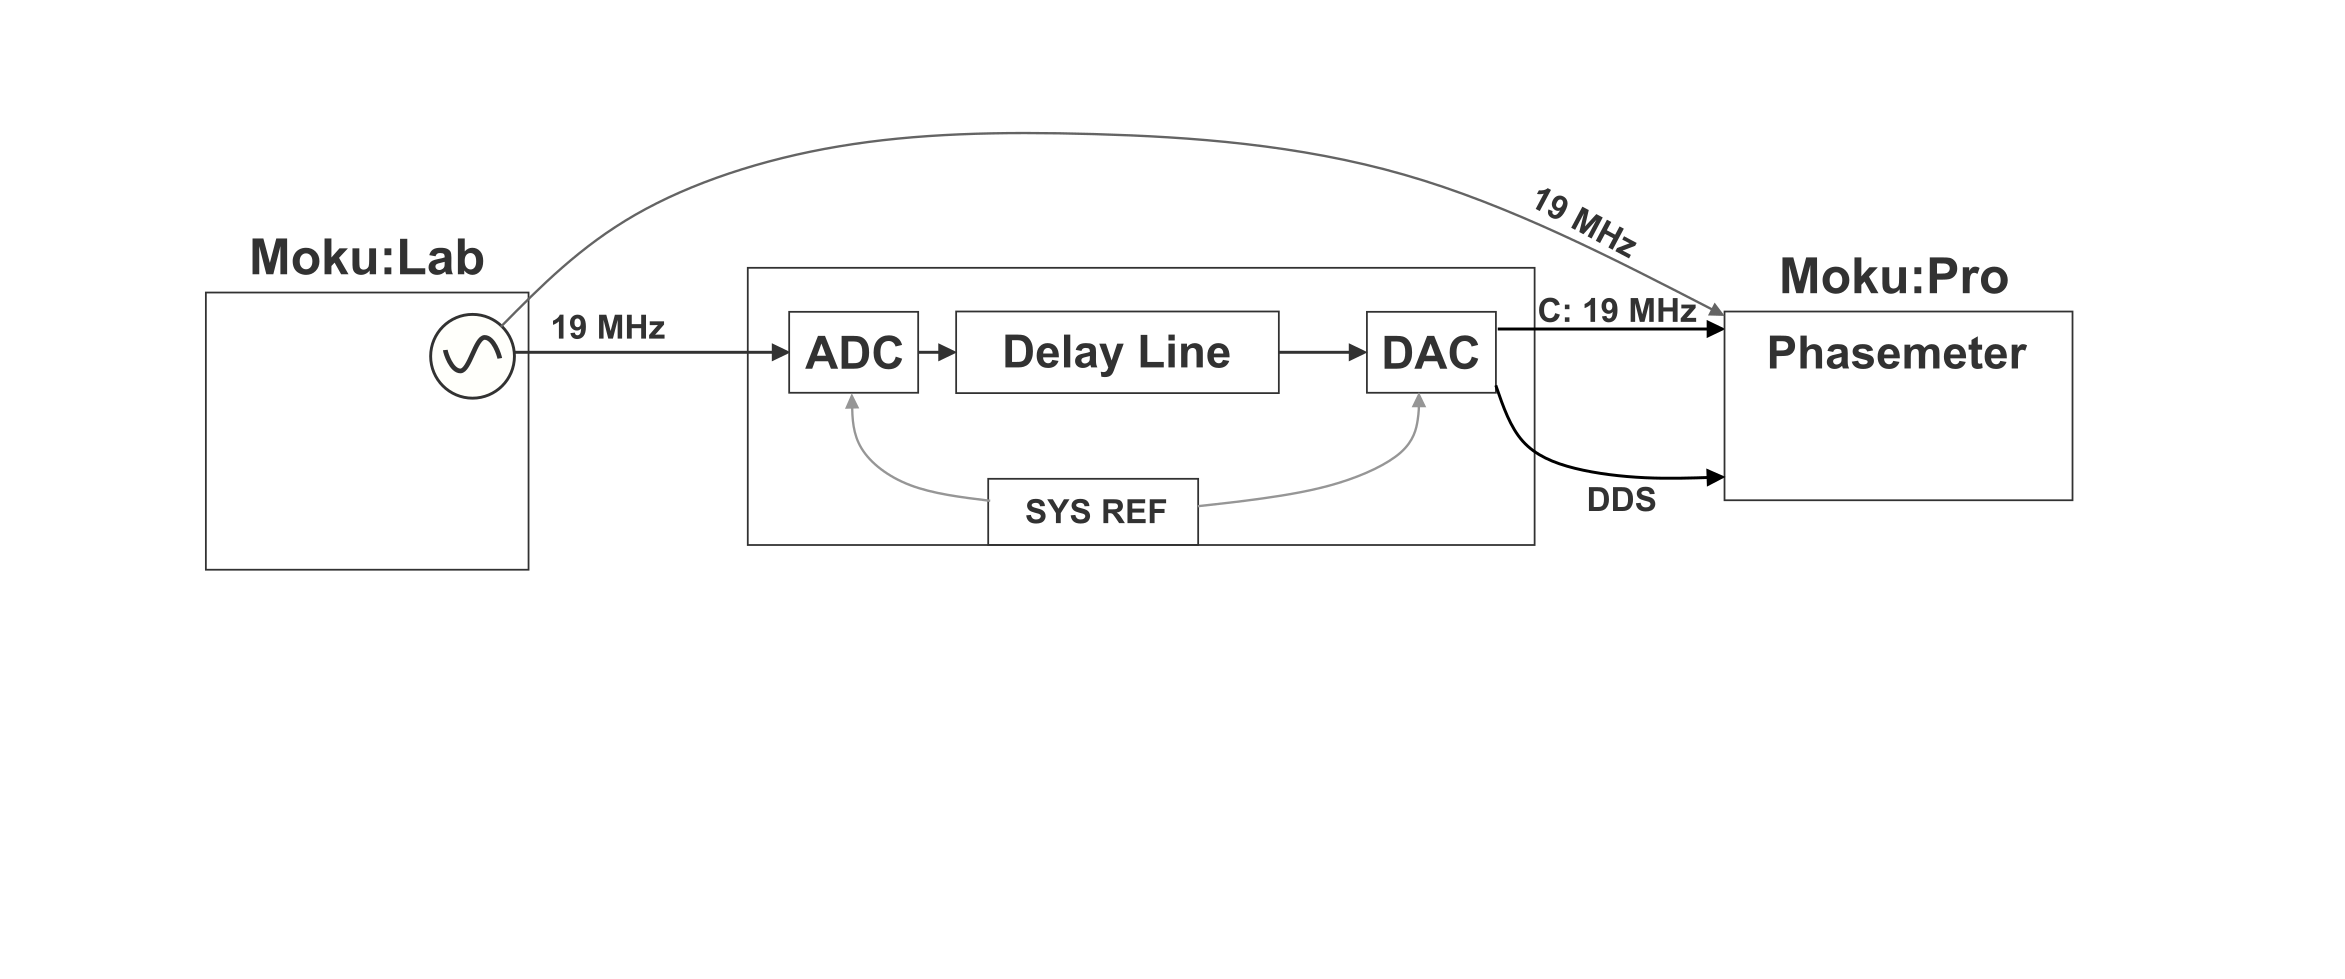 19 MHz
Moku:Lab
Moku:Pro
19 MHz
C: 19 MHz
ADC
Delay Line
DAC
Phasemeter
SYS REF
DDS